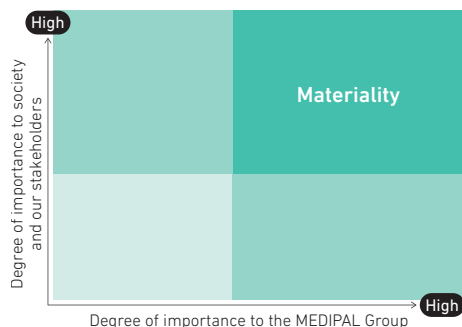 High
Materiality
Degree of importance to society
and our stakeholders
High
Degree of importance to the MEDIPAL Group